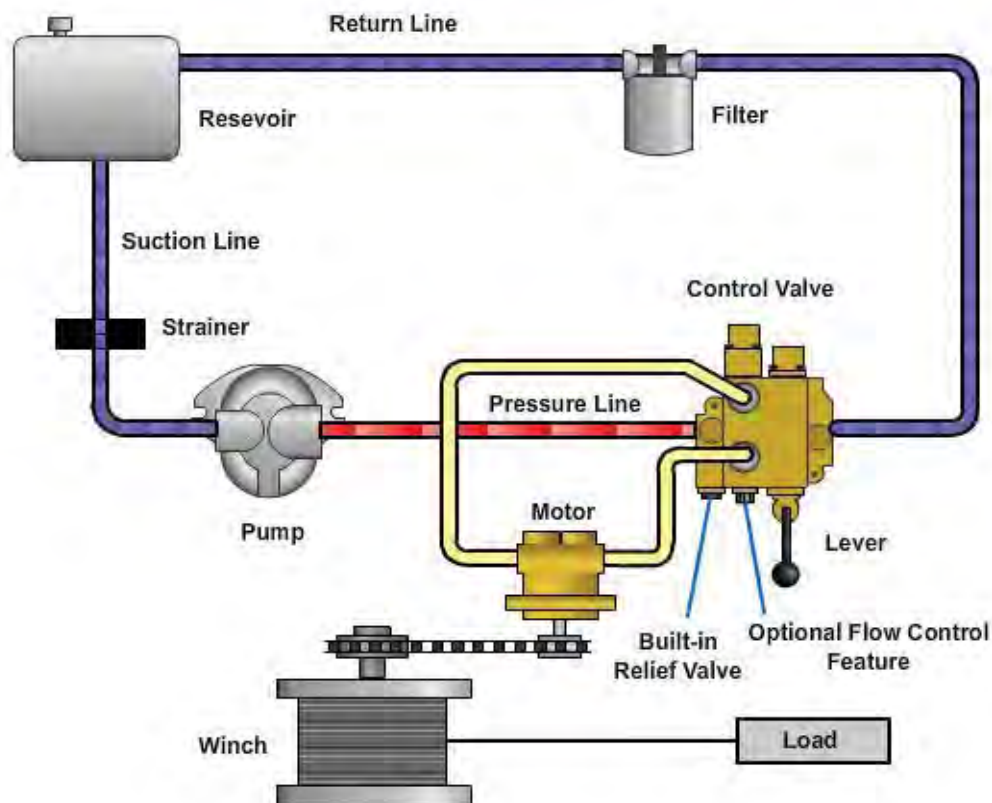 Return Line
Resevoir
Filter
Suction Line
Control Valve
Strainer
Pressure Line
Pump
Motor
Lever
Built-in
Relief Valve
Optional Flow Control
Feature
Winch
Load